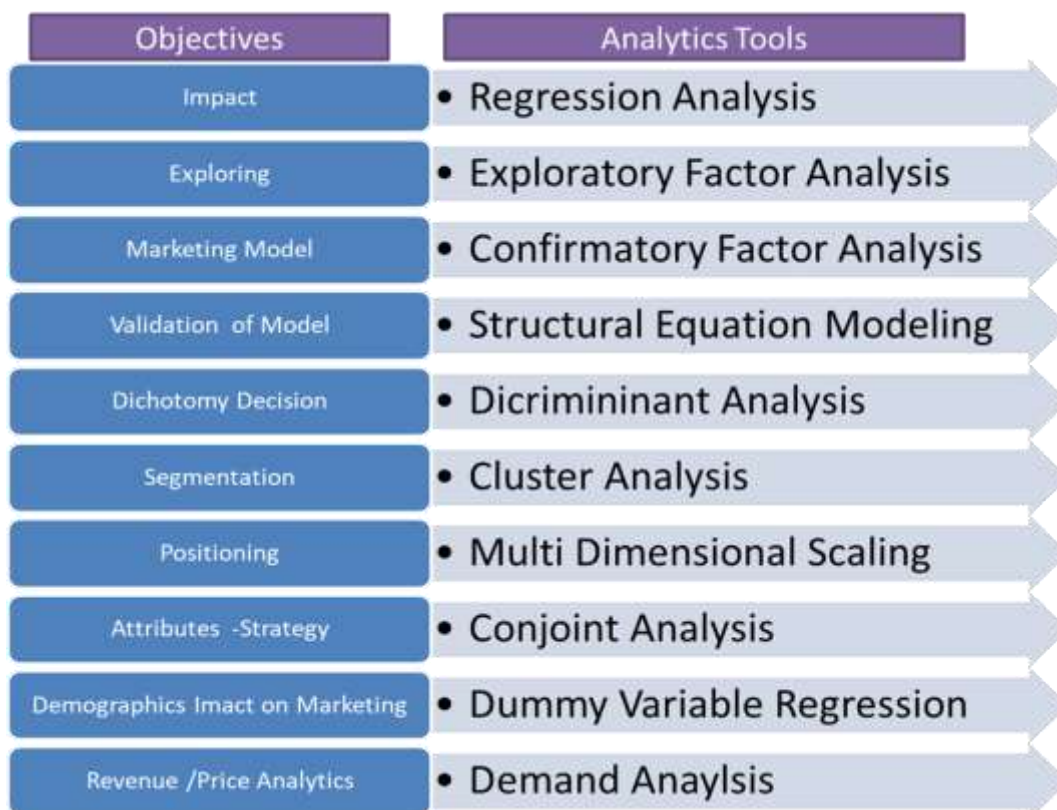 Objectives
Analytics Tools
Impact
• Regression Analysis
Exploring
• Exploratory Factor Analysis
Marketing Model
• Confirmatory Factor Analysis
Validation of Model
• Structural Equation Modeling
Dichotomy Decision
• Dicrimininant Analysis
Segmentation
• Cluster Analysis
Positioning
• Multi Dimensional Scaling
Attributes -Strategy
• Conjoint Analysis
Demographics Imact on Marketing
• Dummy Variable Regression
Revenue /Price Analytics
• Demand Anaylsis